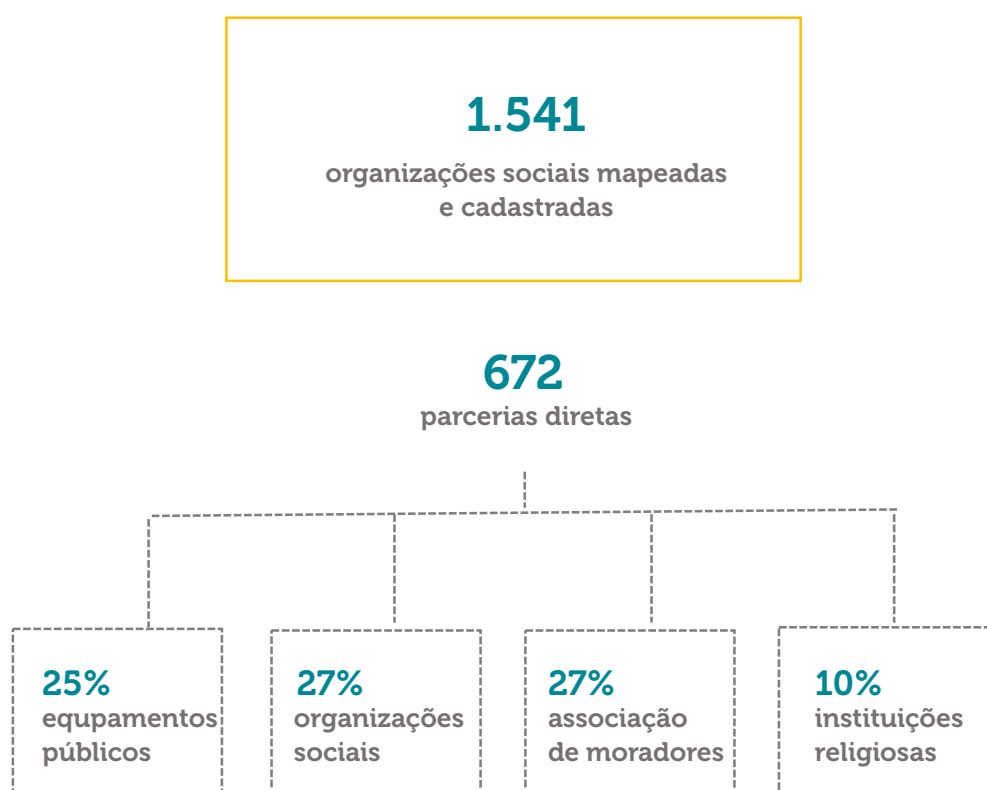 1.541
organizações sociais mapeadas
e cadastradas
672
parcerias diretas
25%
equpamentos
públicos
27%
organizações
sociais
27%
associação
de moradores
10%
instituições
religiosas